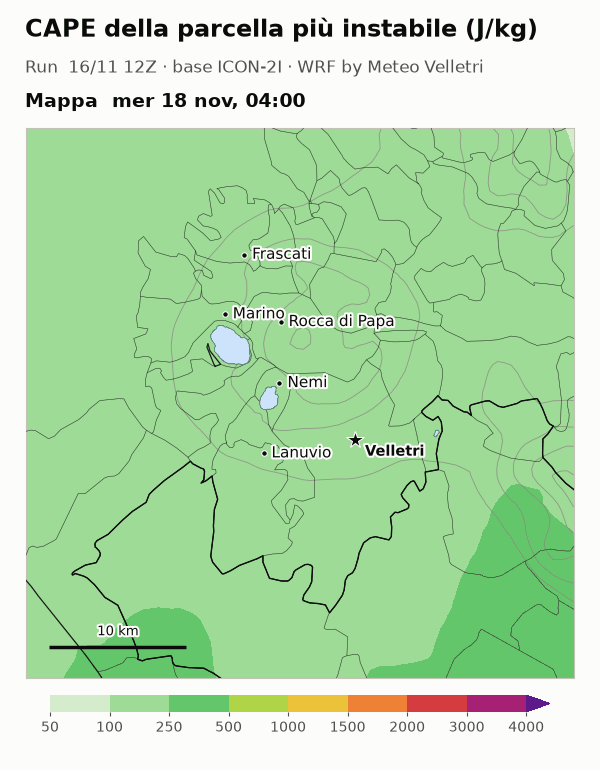 CAPE della parcella più instabile (J/kg)
Run  16/11 12Z · base ICON-2I · WRF by Meteo Velletri
Mappa  mer 18 nov, 04:00
Frascati
Marino
Rocca di Papa
Nemi
Lanuvio
Velletri
10 km
50 100 250 500 1000 1500 2000 3000 4000